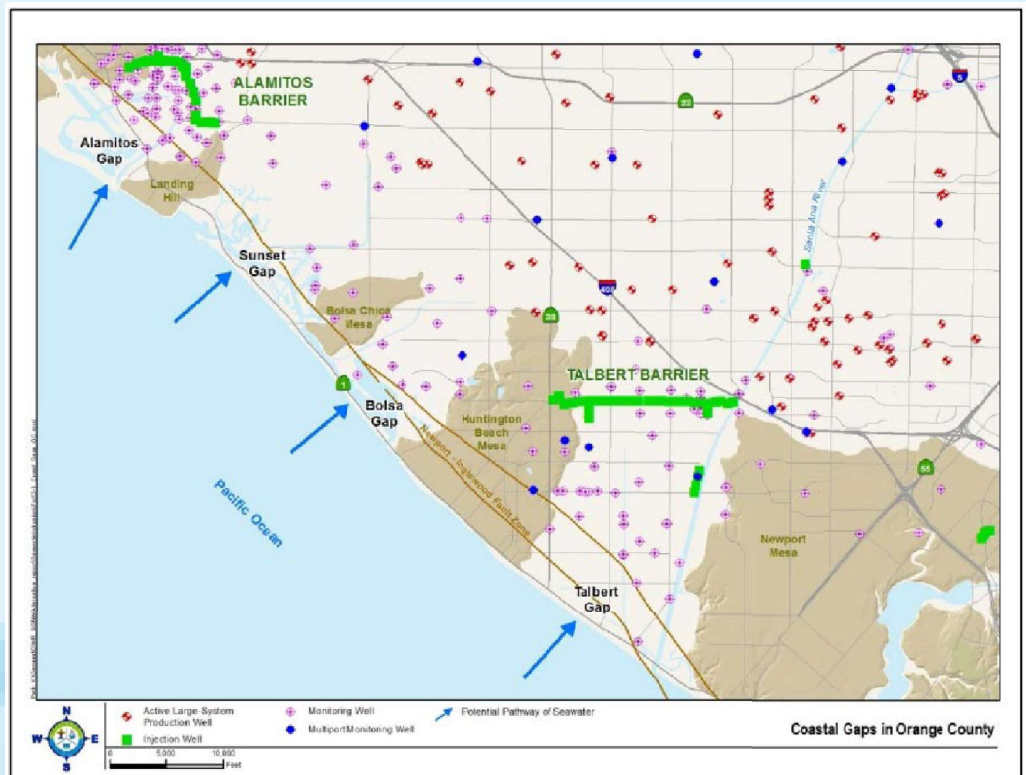 ALAMITOS
BARRIER
5
22
Alamitos
Gap
Landing
Hill
Santa Ana River
Sunset
Gap
Bolsa Chica
Mesa
405
39
TALBERT BARRIER
1
Bolsa
Gap
Huntington
Beach
Mesa
Newport - Inglewood Fault Zone
55
Pacific Ocean
Newport
Mesa
Talbert
Gap
N
W
E
S
Active Large-System
Production Well
Injection Well
Monitoring Well
Multiport Monitoring Well
Potential Pathway of Seawater
0 5,000 10,000
Feet
Coastal Gaps in Orange County